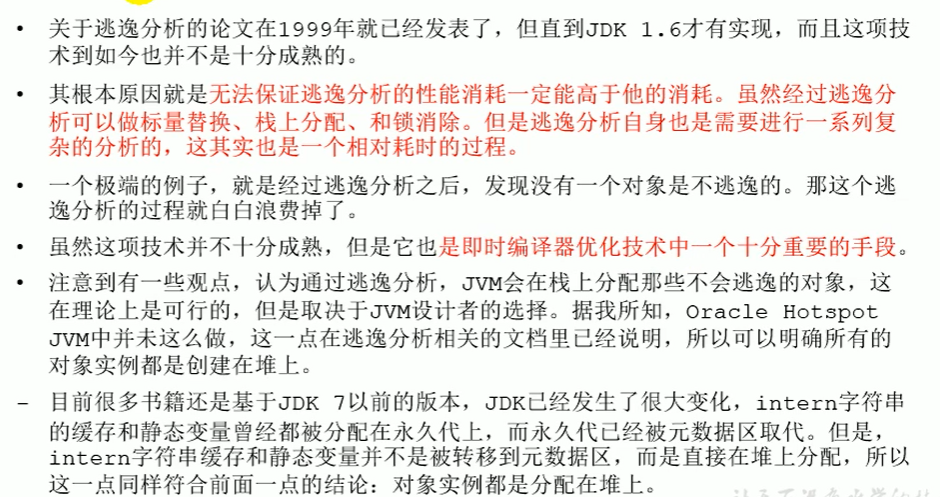 • 关于逃逸分析的论文在1999年就已经发表了，但直到JDK 1.6才有实现，而且这项技
术到如今也并不是十分成熟的。
• 其根本原因就是无法保证逃逸分析的性能消耗一定能高于他的消耗。虽然经过逃逸分
析可以做标量替换、栈上分配、和锁消除。但是逃逸分析自身也是需要进行一系列复
杂的分析的，这其实也是一个相对耗时的过程。
• 一个极端的例子，就是经过逃逸分析之后，发现没有一个对象是不逃逸的。那这个逃
逸分析的过程就白白浪费掉了。
• 虽然这项技术并不十分成熟，但是它也是即时编译器优化技术中一个十分重要的手段。
• 注意到有一些观点，认为通过逃逸分析，JVM会在栈上分配那些不会逃逸的对象，这
在理论上是可行的，但是取决于JVM设计者的选择。据我所知，Oracle Hotspot
JVM中并未这么做，这一点在逃逸分析相关的文档里已经说明，所以可以明确所有的
对象实例都是创建在堆上。
– 目前很多书籍还是基于JDK 7以前的版本，JDK已经发生了很大变化，intern字符串
的缓存和静态变量曾经都被分配在永久代上，而永久代已经被元数据区取代。但是，
intern字符串缓存和静态变量并不是被转移到元数据区，而是直接在堆上分配，所以
这一点同样符合前面一点的结论：对象实例都是分配在堆上。